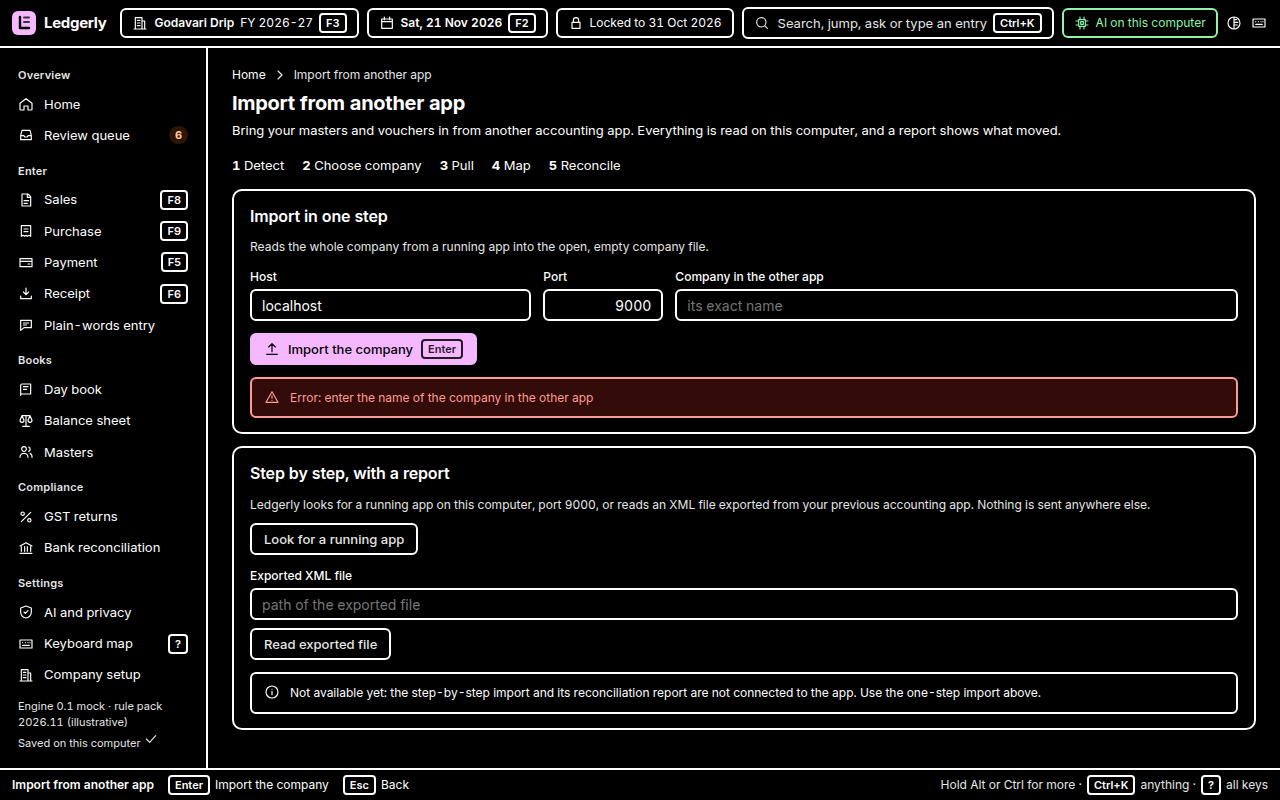 Ledgerly
Godavari Drip FY 2026-27 F3
Sat, 21 Nov 2026 F2
Locked to 31 Oct 2026
Search, jump, ask or type an entry Ctrl+K
AI on this computer
Overview
Home
Review queue 6
Enter
Sales F8
Purchase F9
Payment F5
Receipt F6
Plain-words entry
Books
Day book
Balance sheet
Masters
Compliance
GST returns
Bank reconciliation
Settings
AI and privacy
Keyboard map ?
Company setup
Engine 0.1 mock · rule pack
2026.11 (illustrative)
Saved on this computer
Home Import from another app
Import from another app
Bring your masters and vouchers in from another accounting app. Everything is read on this computer, and a report shows what moved.
1 Detect 2 Choose company 3 Pull 4 Map 5 Reconcile
Import in one step
Reads the whole company from a running app into the open, empty company file.
Host Port Company in the other app
localhost 9000 its exact name
Import the company Enter
Error: enter the name of the company in the other app
Step by step, with a report
Ledgerly looks for a running app on this computer, port 9000, or reads an XML file exported from your previous accounting app. Nothing is sent anywhere else.
Look for a running app
Exported XML file
path of the exported file
Read exported file
Not available yet: the step-by-step import and its reconciliation report are not connected to the app. Use the one-step import above.
Import from another app Enter Import the company Esc Back
Hold Alt or Ctrl for more · Ctrl+K anything · ? all keys